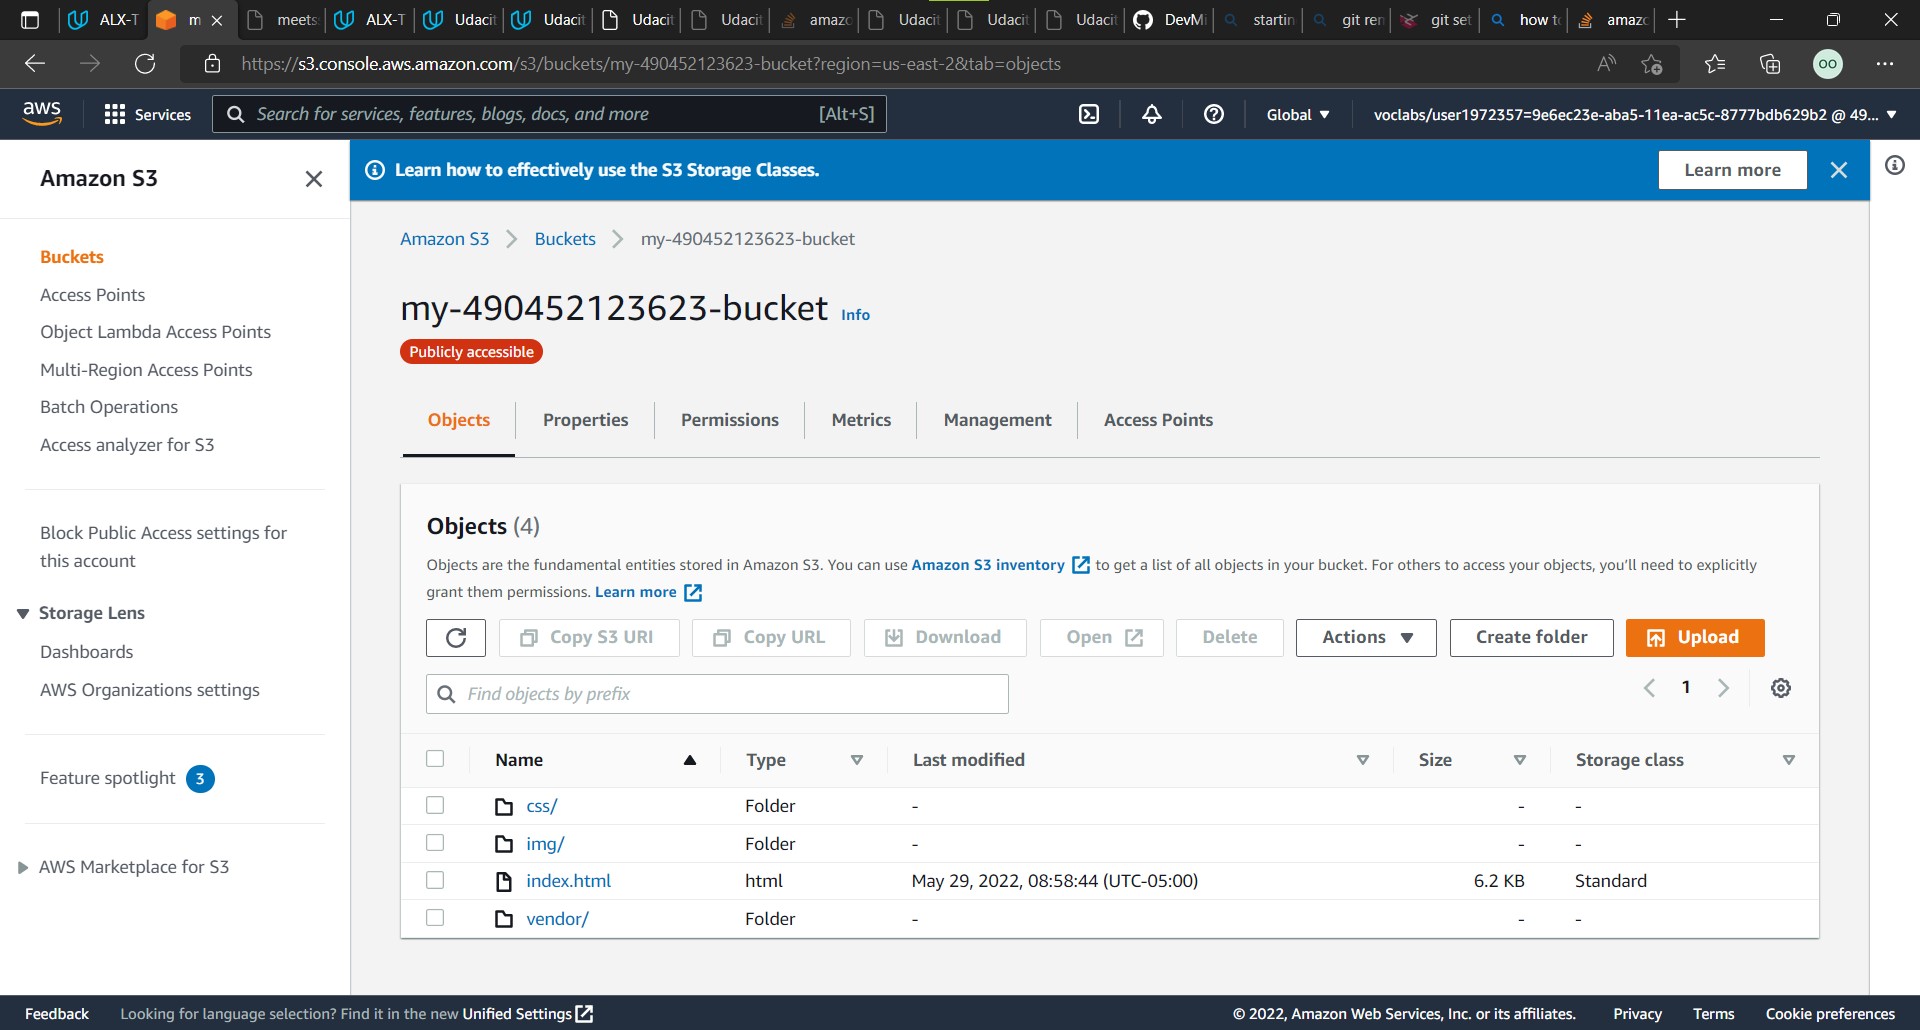 ALX-T
m
meets
ALX-T
Udacit
Udacit
Udacit
Udacit
amazo
Udacit
Udacit
Udacit
DevMi
startin
git ren
git set
how to
amazo
https://s3.console.aws.amazon.com/s3/buckets/my-490452123623-bucket?region=us-east-2&tab=objects
OO
aws
Services
Search for services, features, blogs, docs, and more
[Alt+S]
Global
voclabs/user1972357=9e6ec23e-aba5-11ea-ac5c-8777bdb629b2 @ 49...
Amazon S3
Learn how to effectively use the S3 Storage Classes.
Learn more
Buckets
Access Points
Object Lambda Access Points
Multi-Region Access Points
Batch Operations
Access analyzer for S3
Block Public Access settings for
this account
Storage Lens
Dashboards
AWS Organizations settings
Feature spotlight 3
AWS Marketplace for S3
Amazon S3 > Buckets > my-490452123623-bucket
my-490452123623-bucket Info
Publicly accessible
Objects
Properties
Permissions
Metrics
Management
Access Points
Objects (4)
Objects are the fundamental entities stored in Amazon S3. You can use Amazon S3 inventory to get a list of all objects in your bucket. For others to access your objects, you'll need to explicitly
grant them permissions. Learn more
Copy S3 URI
Copy URL
Download
Open
Delete
Actions
Create folder
Upload
Find objects by prefix
1
Name Type Last modified Size Storage class
css/ Folder - - -
img/ Folder - - -
index.html html May 29, 2022, 08:58:44 (UTC-05:00) 6.2 KB Standard
vendor/ Folder - - -
Feedback
Looking for language selection? Find it in the new Unified Settings
© 2022, Amazon Web Services, Inc. or its affiliates.
Privacy
Terms
Cookie preferences